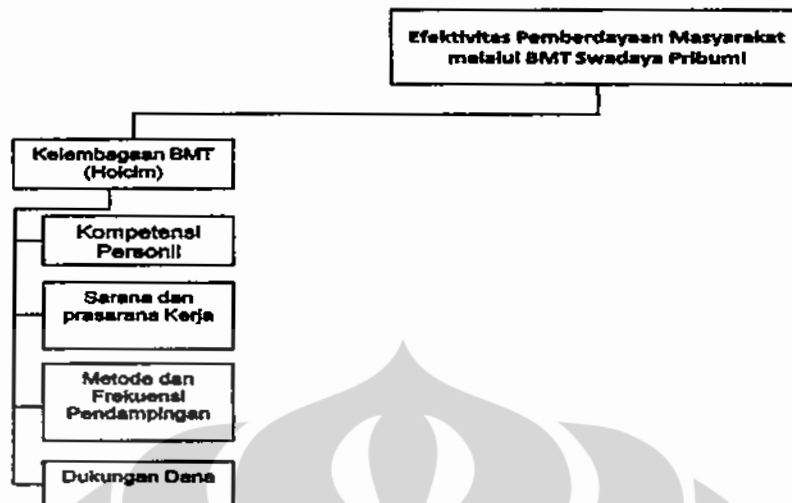 Efektivitas Pemberdayaan Masyarakat
melalui BMT Swadaya Pribumi
Kelembagaan BMT
(Holcim)
Kompetensi
Personil
Sarana dan
prasarana Kerja
Metode dan
Frekuensi
Pendampingan
Dukungan Dana